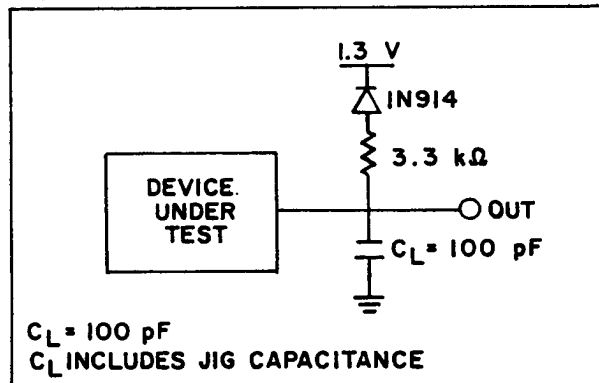 1.3 V
1N914
3.3 kΩ
DEVICE.
UNDER
TEST
OUT
CL = 100 pF
CL = 100 pF
CL INCLUDES JIG CAPACITANCE